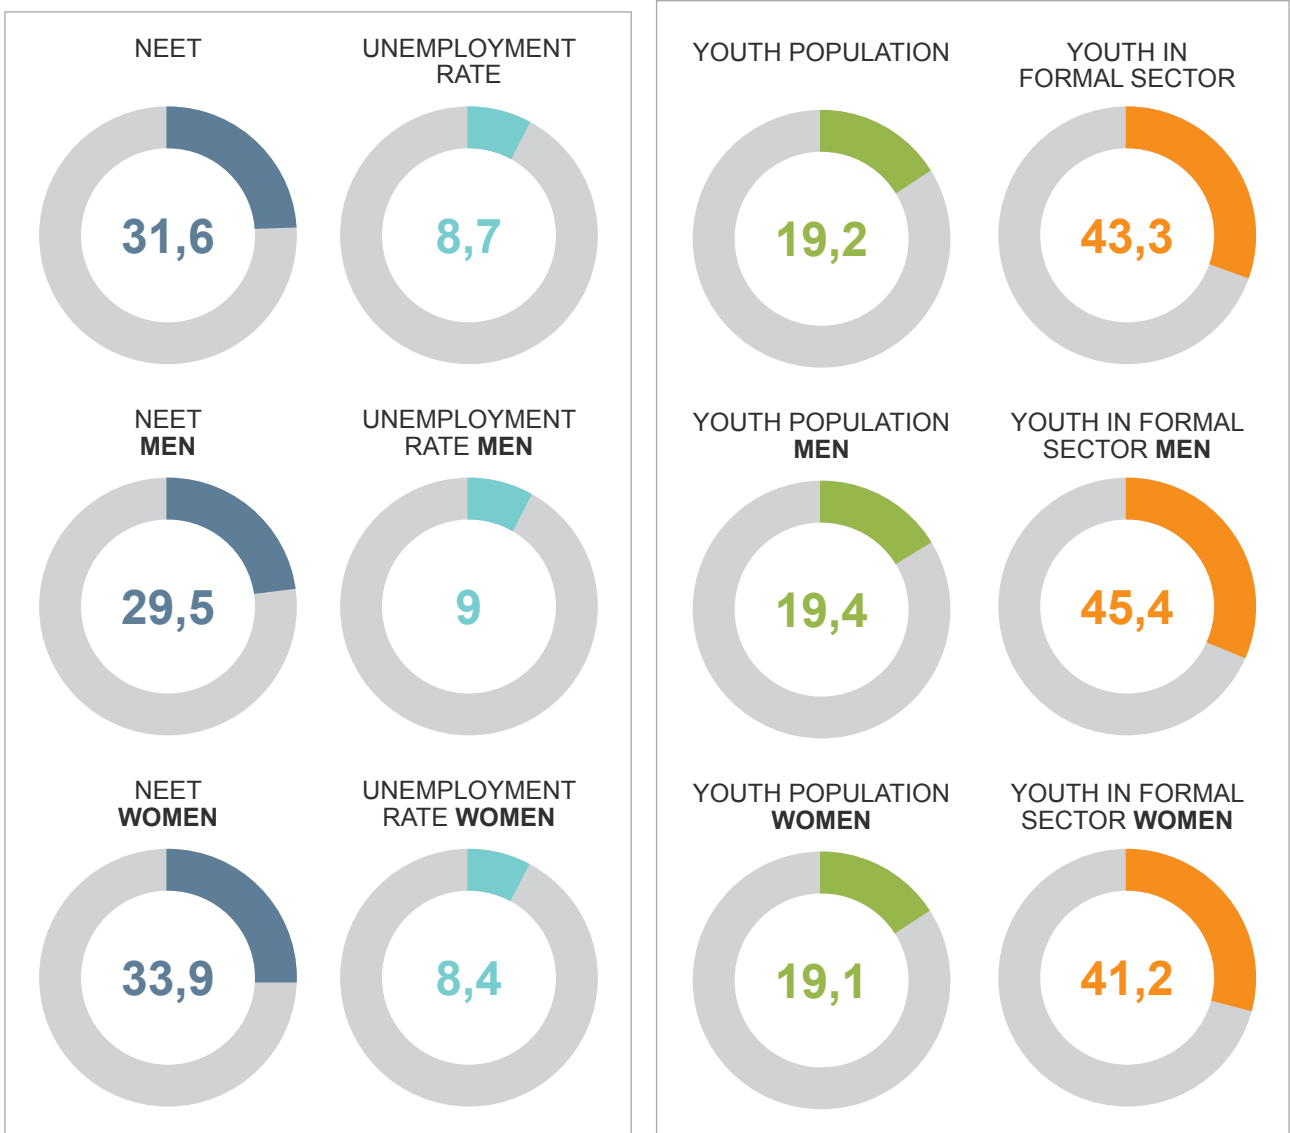 NEET
UNEMPLOYMENT
RATE
31,6
8,7
NEET
MEN
UNEMPLOYMENT
RATE MEN
29,5
9
NEET
WOMEN
UNEMPLOYMENT
RATE WOMEN
33,9
8,4
YOUTH POPULATION
YOUTH IN
FORMAL SECTOR
19,2
43,3
YOUTH POPULATION
MEN
YOUTH IN FORMAL
SECTOR MEN
19,4
45,4
YOUTH POPULATION
WOMEN
YOUTH IN FORMAL
SECTOR WOMEN
19,1
41,2